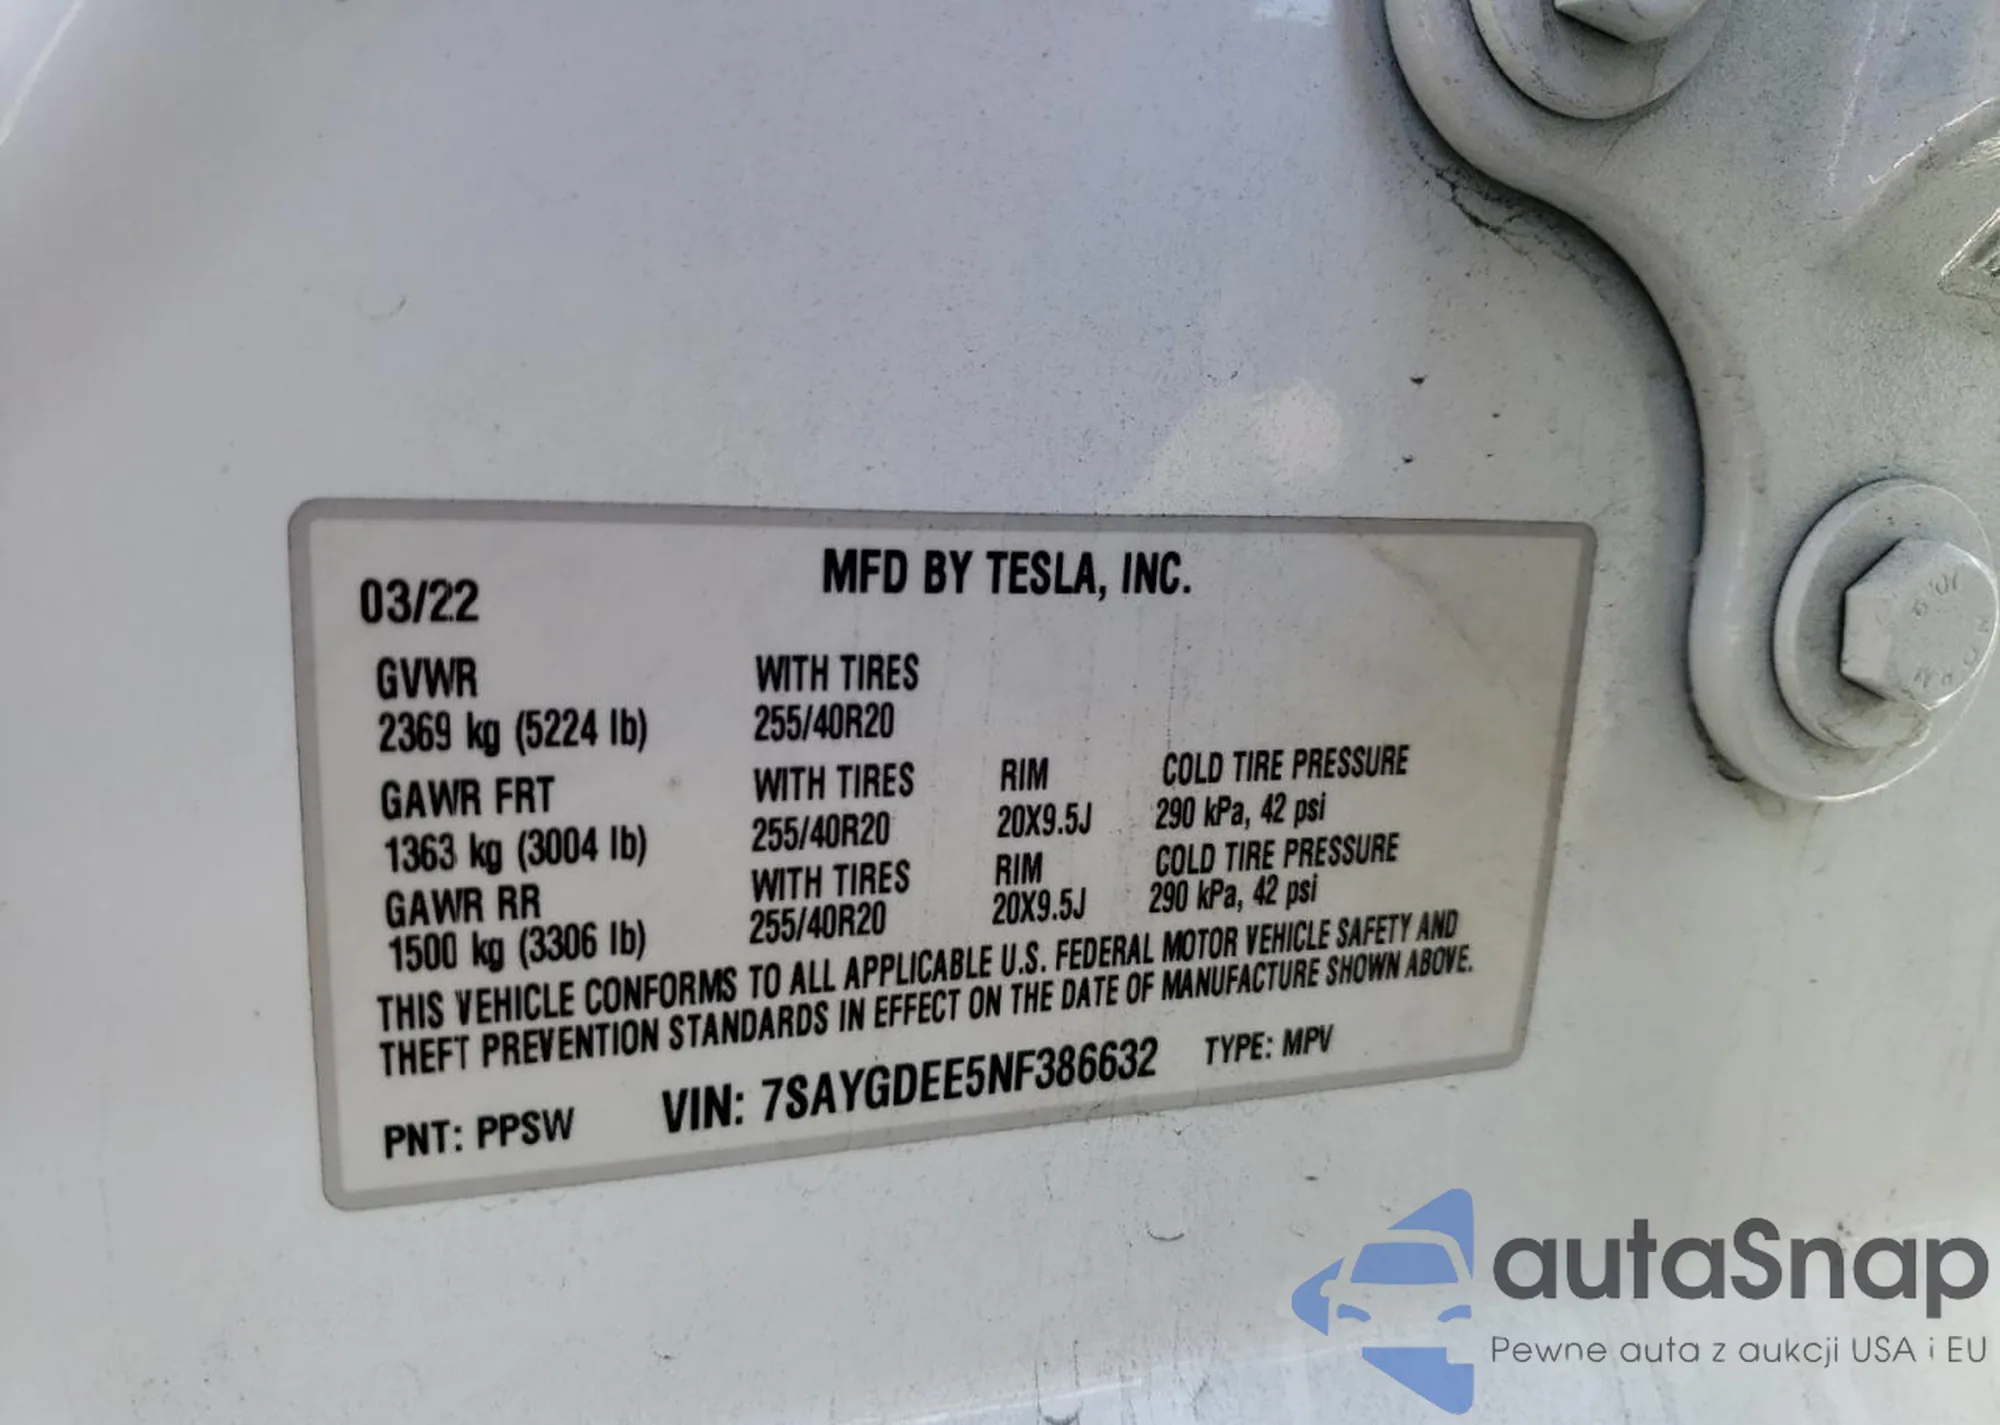 03/22
MFD BY TESLA, INC.
GVWR
2369 kg (5224 lb)
WITH TIRES
255/40R20
GAWR FRT
1363 kg (3004 lb)
WITH TIRES
255/40R20
RIM
20X9.5J
COLD TIRE PRESSURE
290 kPa, 42 psi
GAWR RR
1500 kg (3306 lb)
WITH TIRES
255/40R20
RIM
20X9.5J
COLD TIRE PRESSURE
290 kPa, 42 psi
THIS VEHICLE CONFORMS TO ALL APPLICABLE U.S. FEDERAL MOTOR VEHICLE SAFETY AND
THEFT PREVENTION STANDARDS IN EFFECT ON THE DATE OF MANUFACTURE SHOWN ABOVE.
PNT: PPSW
VIN: 7SAYGDEE5NF386632
TYPE: MPV
autaSnap
Pewne auta z aukcji USA i EU